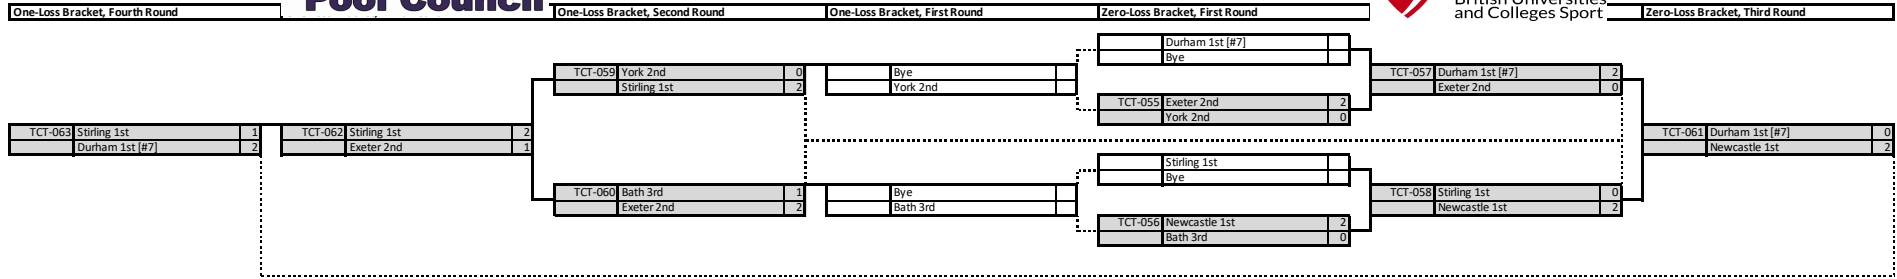 Pool Council
British Universities
and Colleges Sport
One-Loss Bracket, Fourth Round
One-Loss Bracket, Second Round
One-Loss Bracket, First Round
Zero-Loss Bracket, First Round
Zero-Loss Bracket, Third Round
Durham 1st [#7]
Bye
TCT-059 York 2nd 0
Stirling 1st 2
Bye
York 2nd
TCT-057 Durham 1st [#7] 2
Exeter 2nd 0
TCT-055 Exeter 2nd 2
York 2nd 0
TCT-063 Stirling 1st 1
Durham 1st [#7] 2
TCT-062 Stirling 1st 2
Exeter 2nd 1
TCT-061 Durham 1st [#7] 0
Newcastle 1st 2
Stirling 1st
Bye
TCT-060 Bath 3rd 1
Exeter 2nd 2
Bye
Bath 3rd
TCT-058 Stirling 1st 0
Newcastle 1st 2
TCT-056 Newcastle 1st 2
Bath 3rd 0